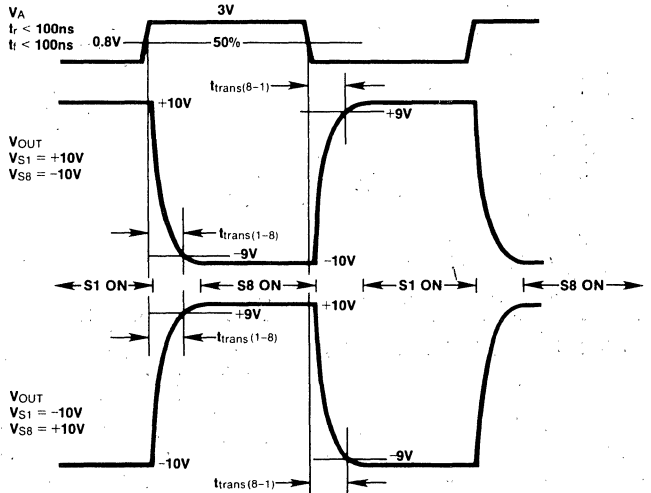 VA
tr < 100ns
tf < 100ns
0.8V
3V
50%
ttrans(8-1)
+10V
+9V
VOUT
VS1 = +10V
VS8 = -10V
ttrans(1-8)
-9V
-10V
S1 ON
S8 ON
S1 ON
S8 ON
+10V
+9V
ttrans(1-8)
VOUT
VS1 = -10V
VS8 = +10V
-10V
-9V
ttrans(8-1)